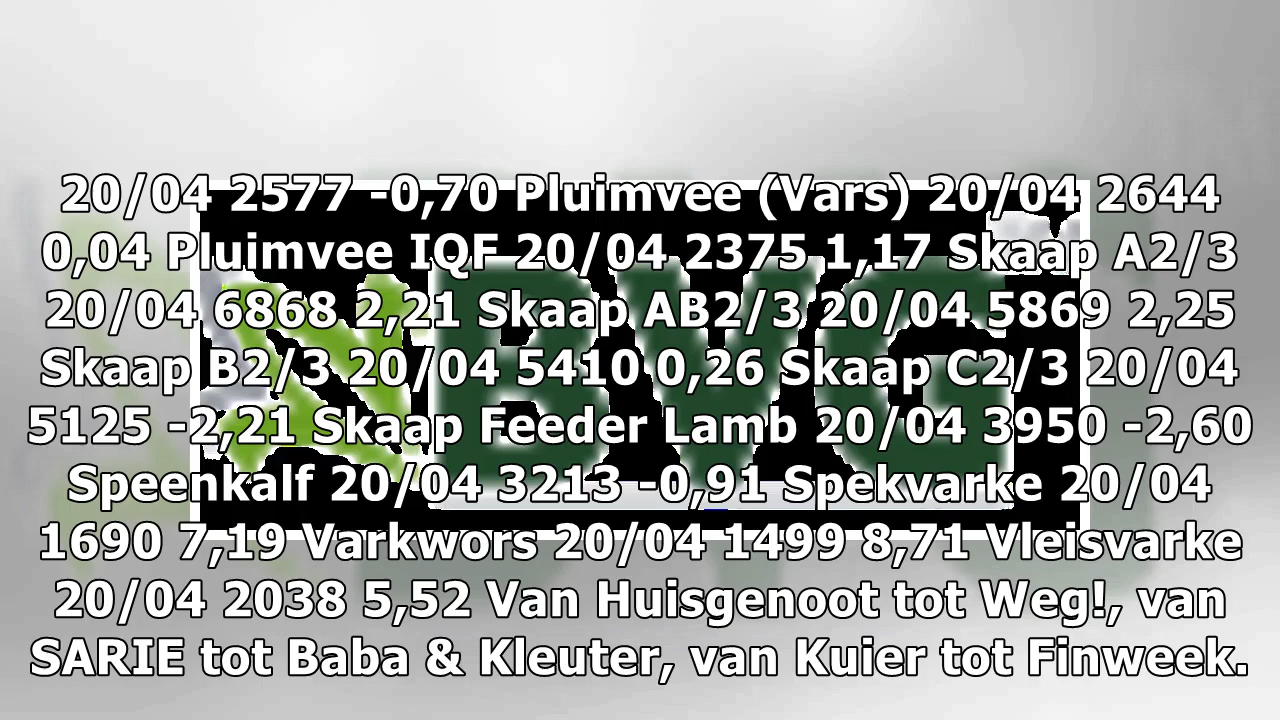 20/04 2577 -0,70 Pluimvee (Vars) 20/04 2644
0,04 Pluimvee IQF 20/04 2375 1,17 Skaap A2/3
20/04 6868 2,21 Skaap AB2/3 20/04 5869 2,25
Skaap B2/3 20/04 5410 0,26 Skaap C2/3 20/04
5125 -2,21 Skaap Feeder Lamb 20/04 3950 -2,60
Speenkalf 20/04 3213 -0,91 Spekvarke 20/04
1690 7,19 Varkwors 20/04 1499 8,71 Vleisvarke
20/04 2038 5,52 Van Huisgenoot tot Weg!, van
SARIE tot Baba & Kleuter, van Kuier tot Finweek.
BVG